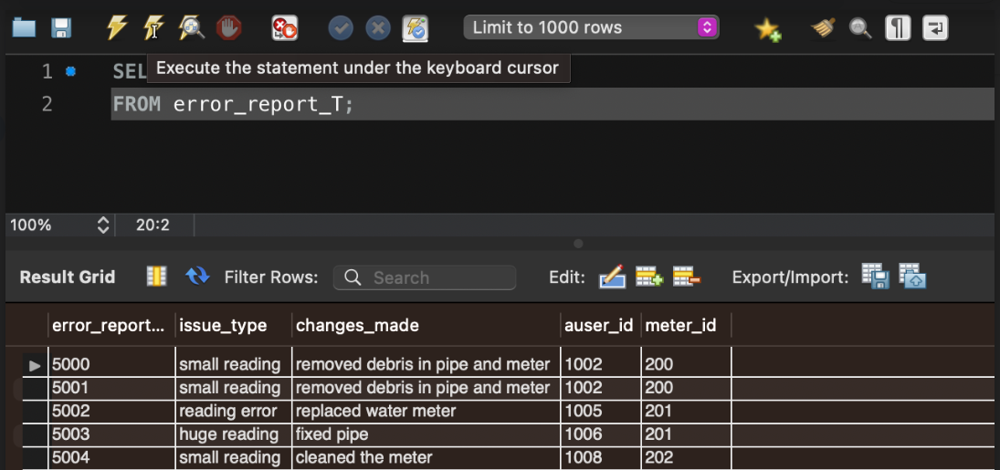 Limit to 1000 rows
1 SEL
Execute the statement under the keyboard cursor
2 FROM error_report_T;
100% 20:2
Result Grid Filter Rows: Search Edit: Export/Import:
error_report... issue_type changes_made auser_id meter_id
5000 small reading removed debris in pipe and meter 1002 200
5001 small reading removed debris in pipe and meter 1002 200
5002 reading error replaced water meter 1005 201
5003 huge reading fixed pipe 1006 201
5004 small reading cleaned the meter 1008 202